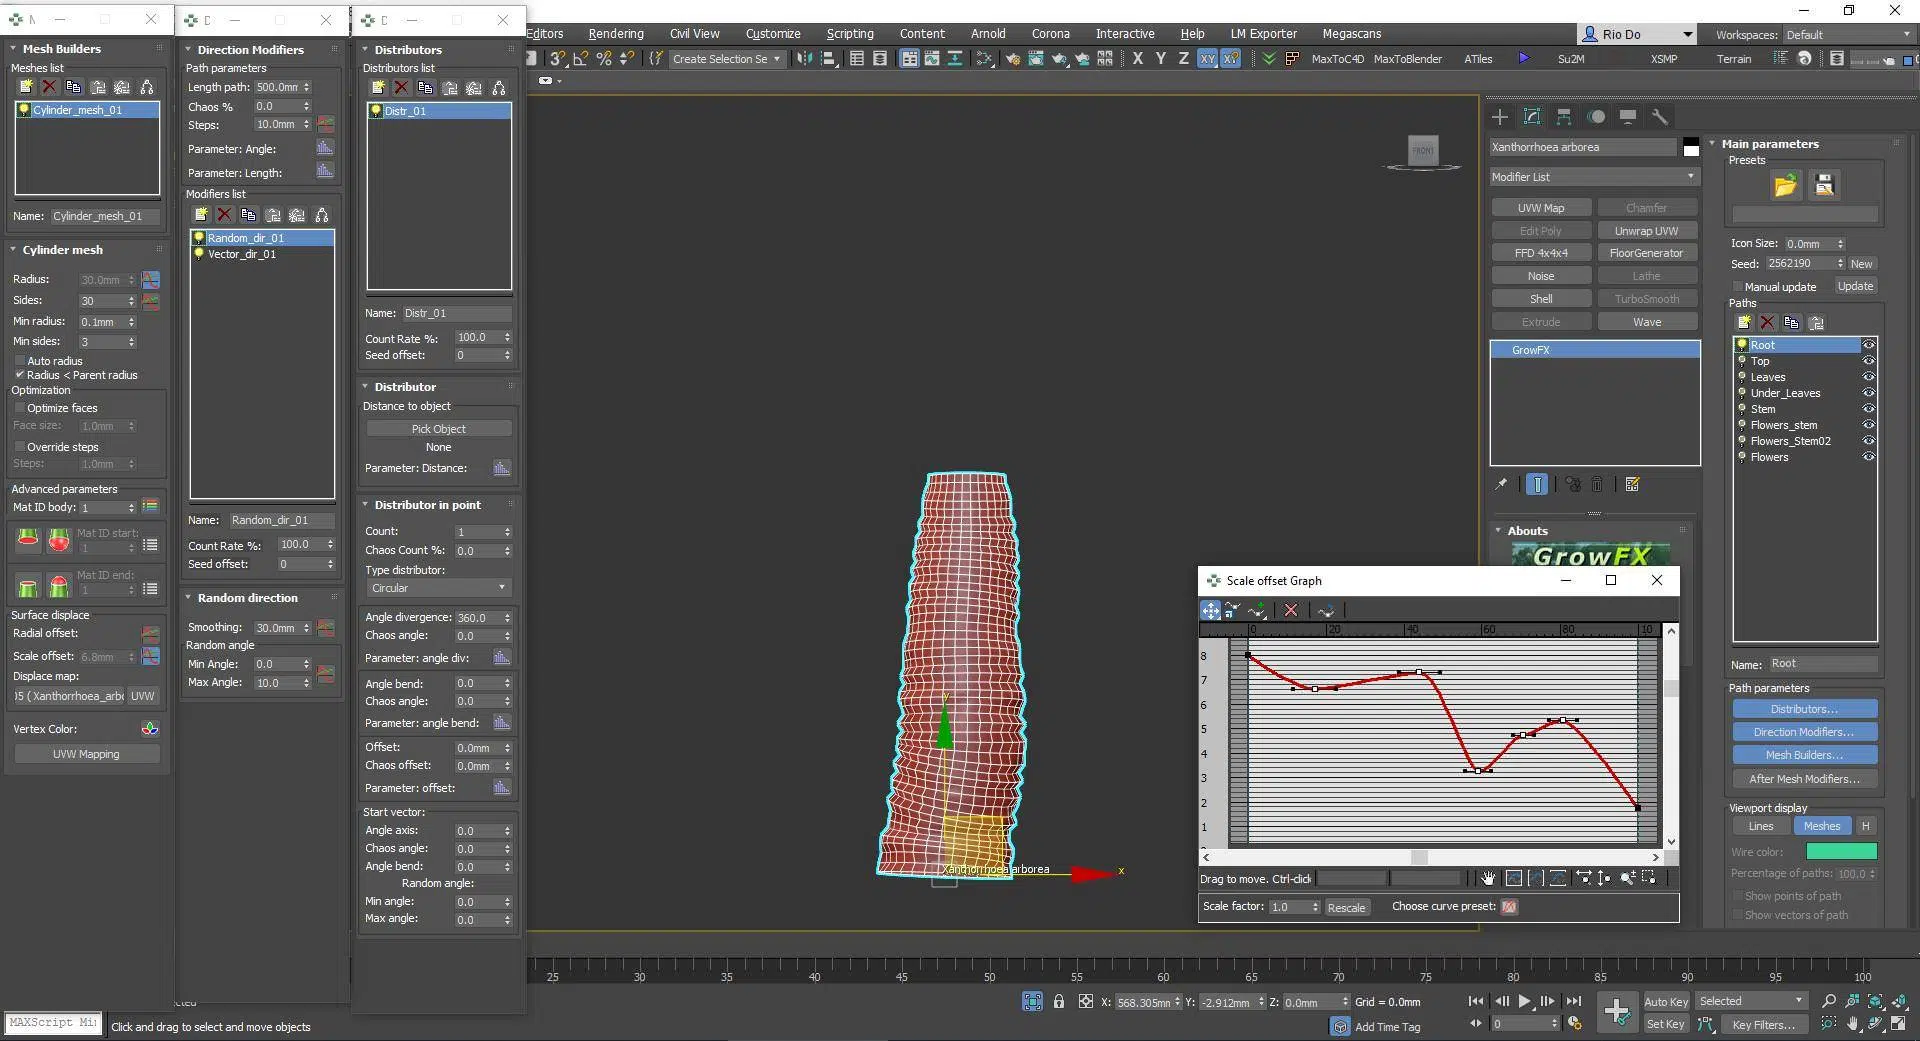 Mesh Builders
Meshes list
Cylinder_mesh_01
Name: Cylinder_mesh_01
Cylinder mesh
Radius: 30.0mm
Sides: 30
Min radius: 0.1mm
Min sides: 3
Auto radius
Radius < Parent radius
Optimization
Optimize faces
Face size: 1.0mm
Override steps
Steps: 1.0mm
Advanced parameters
Mat ID body: 1
Mat ID start:
1
Mat ID end:
1
Surface displace
Radial offset:
Scale offset: 6.8mm
Displace map:
(Xanthorrhoea_arbo UVW
Vertex Color:
UVW Mapping
Direction Modifiers
Path parameters
Length path: 500.0mm
Chaos % 0.0
Steps: 10.0mm
Parameter: Angle:
Parameter: Length:
Modifiers list
Random_dir_01
Vector_dir_01
Name: Random_dir_01
Count Rate %: 100.0
Seed offset: 0
Random direction
Smoothing: 30.0mm
Random angle
Min Angle: 0.0
Max Angle: 10.0
Distributors
Distributors list
Distr_01
Name: Distr_01
Count Rate %: 100.0
Seed offset: 0
Distributor
Distance to object
Pick Object
None
Parameter: Distance:
Distributor in point
Count: 1
Chaos Count %: 0.0
Type distributor:
Circular
Angle divergence: 360.0
Chaos angle: 0.0
Parameter: angle div:
Angle bend: 0.0
Chaos angle: 0.0
Parameter: angle bend:
Offset: 0.0mm
Chaos offset: 0.0mm
Parameter: offset:
Start vector:
Angle axis: 0.0
Chaos angle: 0.0
Angle bend: 0.0
Random angle:
Min angle: 0.0
Max angle: 0.0
Editors Rendering Civil View Customize Scripting Content Arnold Corona Interactive Help LM Exporter Megascans
Rio Do Workspaces: Default
Create Selection Se X Y Z XY MaxToC4D MaxToBlender ATiles Su2M XSMP Terrain
FRONT
Xanthorrhoea arborea
x
y
Xanthorrhoea arborea
Modifier List
UVW Map Chamfer
Edit Poly Unwrap UVW
FFD 4x4x4 FloorGenerator
Noise Lathe
Shell TurboSmooth
Extrude Wave
GrowFX
Abouts
GrowFX
Scale offset Graph
0 20 40 60 80 10
8
7
6
5
4
3
2
1
Drag to move. Ctrl-click
Scale factor: 1.0 Rescale Choose curve preset:
Main parameters
Presets
Icon Size: 0.0mm
Seed: 2562190 New
Manual update Update
Paths
Root
Top
Leaves
Under_Leaves
Stem
Flowers_stem
Flowers_Stem02
Flowers
Name: Root
Path parameters
Distributors...
Direction Modifiers...
Mesh Builders...
After Mesh Modifiers...
Viewport display
Lines Meshes H
Wire color:
Percentage of paths: 100.0
Show points of path
Show vectors of path
25 30 35 40 45 50 55 60 65 70 75 80 85 90 95 100
X: 568.305mm Y: -2.912mm Z: 0.0mm Grid = 0.0mm
Add Time Tag
0
Auto Key Selected
Set Key Key Filters...
MAXScript Mi
Click and drag to select and move objects